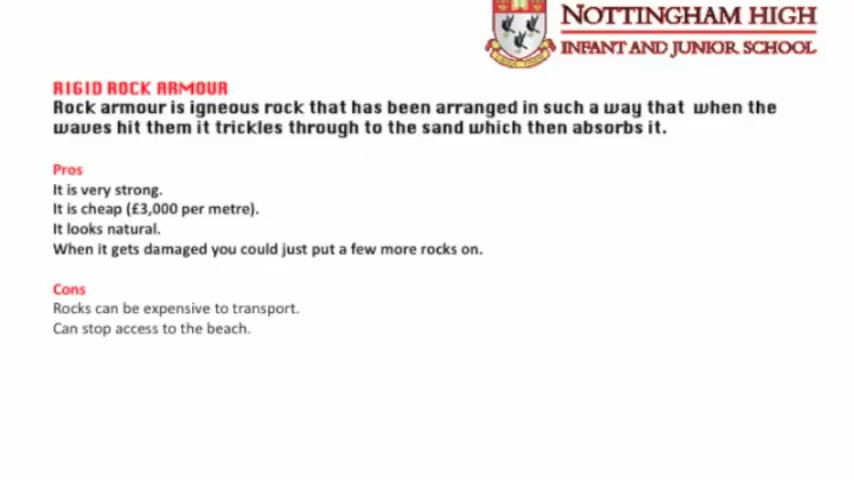 NOTTINGHAM HIGH
INFANT AND JUNIOR SCHOOL
RIGID ROCK ARMOUR
Rock armour is igneous rock that has been arranged in such a way that when the
waves hit them it trickles through to the sand which then absorbs it.
Pros
It is very strong.
It is cheap (£3,000 per metre).
It looks natural.
When it gets damaged you could just put a few more rocks on.
Cons
Rocks can be expensive to transport.
Can stop access to the beach.